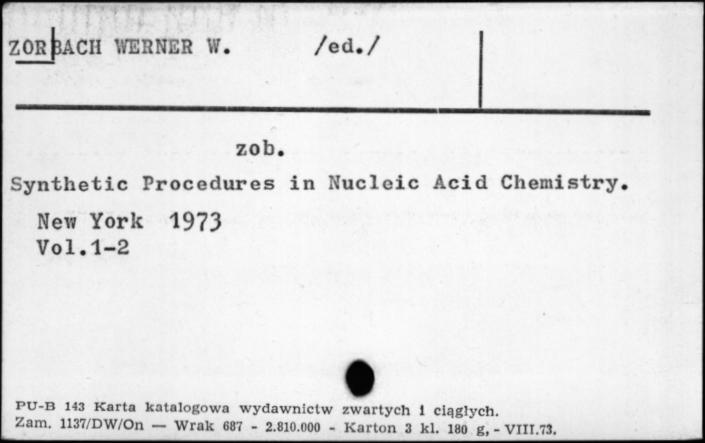 ZORBACH WERNER W. /ed./
zob.
Synthetic Procedures in Nucleic Acid Chemistry.
New York 1973
Vol.1-2
PU-B 143 Karta katalogowa wydawnictw zwartych i ciągłych.
Zam. 1137/DW/On — Wrak 687 - 2.810.000 - Karton 3 kl. 180 g, - VIII.73.